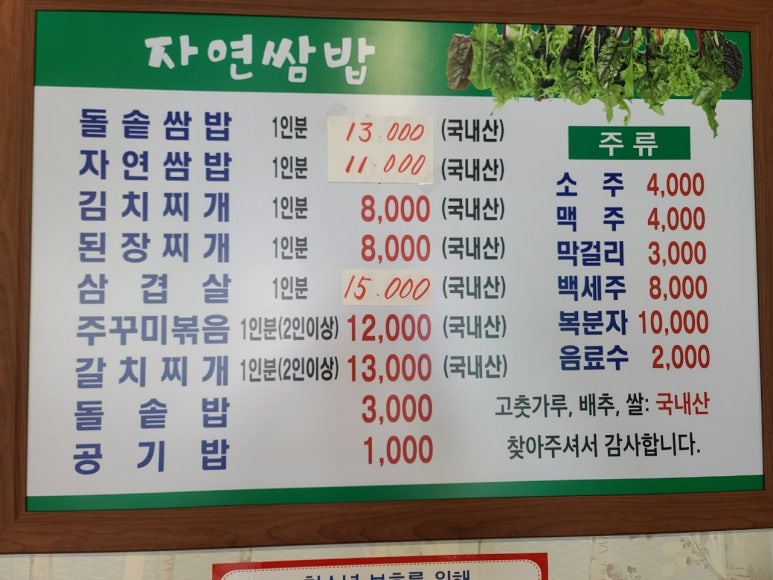 자연쌈밥
돌솥쌈밥 1인분 13.000 (국내산)
자연쌈밥 1인분 11.000 (국내산)
김치찌개 1인분 8,000 (국내산)
된장찌개 1인분 8,000 (국내산)
삼겹살 1인분 15.000 (국내산)
주꾸미볶음 1인분(2인이상) 12,000 (국내산)
갈치찌개 1인분(2인이상) 13,000 (국내산)
돌솥밥 3,000
공기밥 1,000
주류
소주 4,000
맥주 4,000
막걸리 3,000
백세주 8,000
복분자 10,000
음료수 2,000
고춧가루, 배추, 쌀: 국내산
찾아주셔서 감사합니다.
청소년 보호를 위해